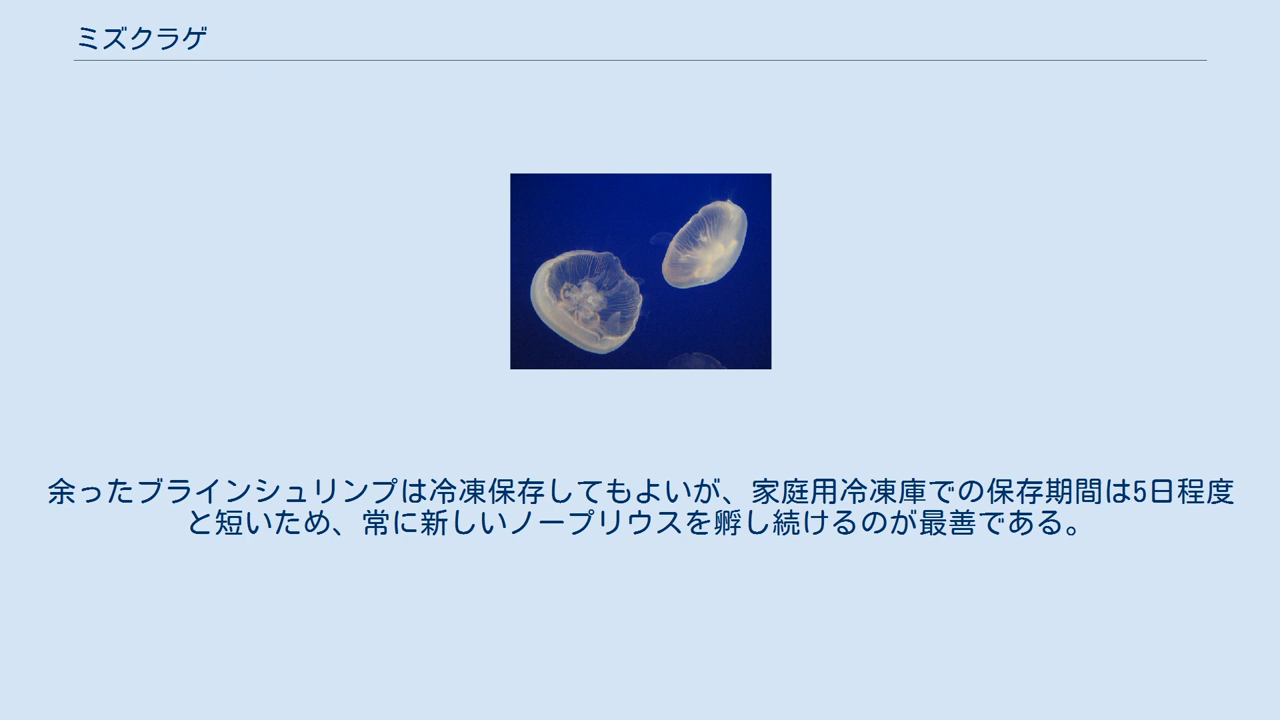 ミズクラゲ
余ったブラインシュリンプは冷凍保存してもよいが、家庭用冷凍庫での保存期間は5日程度
と短いため、常に新しいノープリウスを孵し続けるのが最善である。